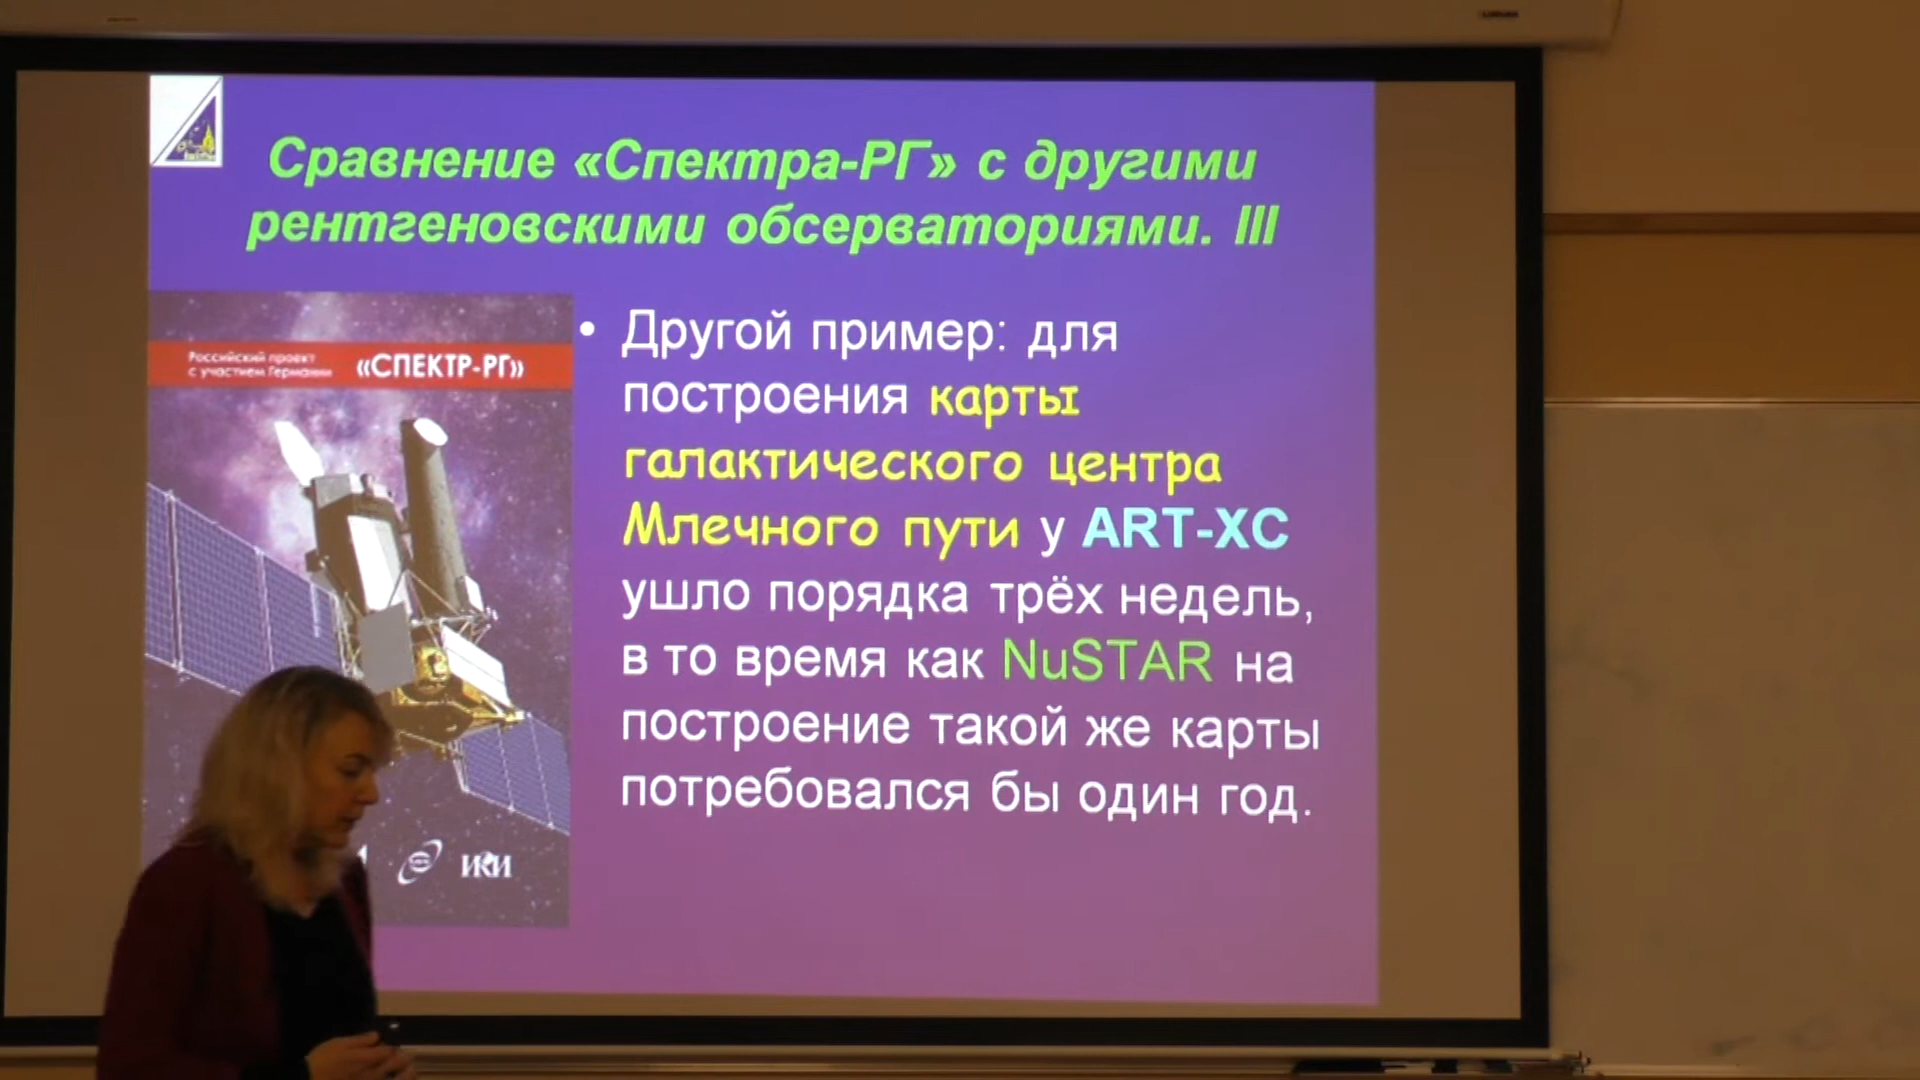 Сравнение «Спектра-РГ» с другими
рентгеновскими обсерваториями. III
Российский проект
с участием Германии
«СПЕКТР-РГ»
• Другой пример: для
построения карты
галактического центра
Млечного пути у ART-XC
ушло порядка трёх недель,
в то время как NuSTAR на
построение такой же карты
потребовался бы один год.
ИКИ